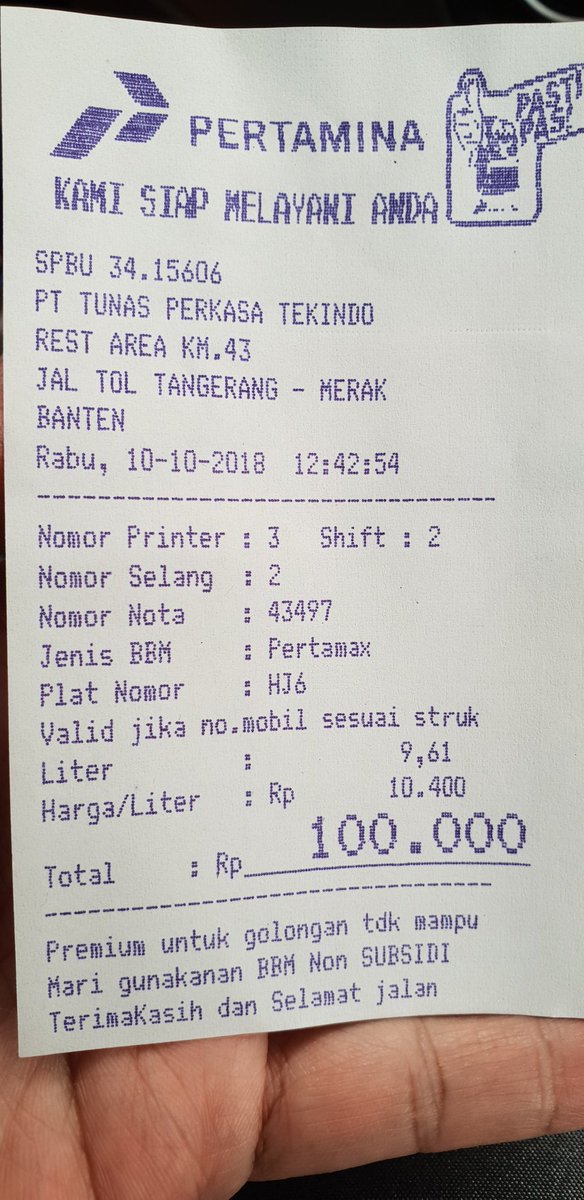 PERTAMINA
PASTI
PAS!
KAMI SIAP MELAYANI ANDA
SPBU 34.15606
PT TUNAS PERKASA TEKINDO
REST AREA KM.43
JAL TOL TANGERANG - MERAK
BANTEN
Rabu, 10-10-2018 12:42:54
Nomor Printer : 3 Shift : 2
Nomor Selang : 2
Nomor Nota : 43497
Jenis BBM : Pertamax
Plat Nomor : HJ6
Valid jika no.mobil sesuai struk
Liter : 9,61
Harga/Liter : Rp 10.400
Total : Rp 100.000
Premium untuk golongan tdk mampu
Mari gunakanan BBM Non SUBSIDI
TerimaKasih dan Selamat jalan